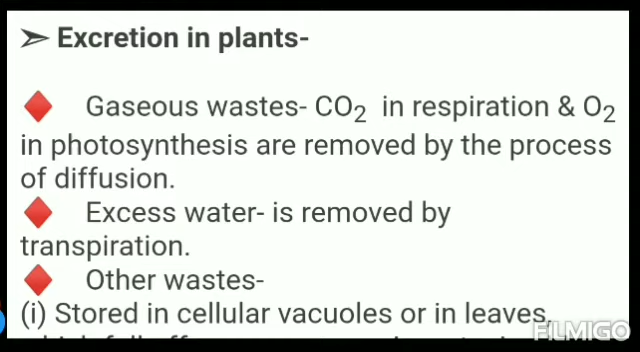 ➢ Excretion in plants-
♦ Gaseous wastes- CO₂ in respiration & O₂
in photosynthesis are removed by the process
of diffusion.
♦ Excess water- is removed by
transpiration.
♦ Other wastes-
(i) Stored in cellular vacuoles or in leaves,
FILMIGO